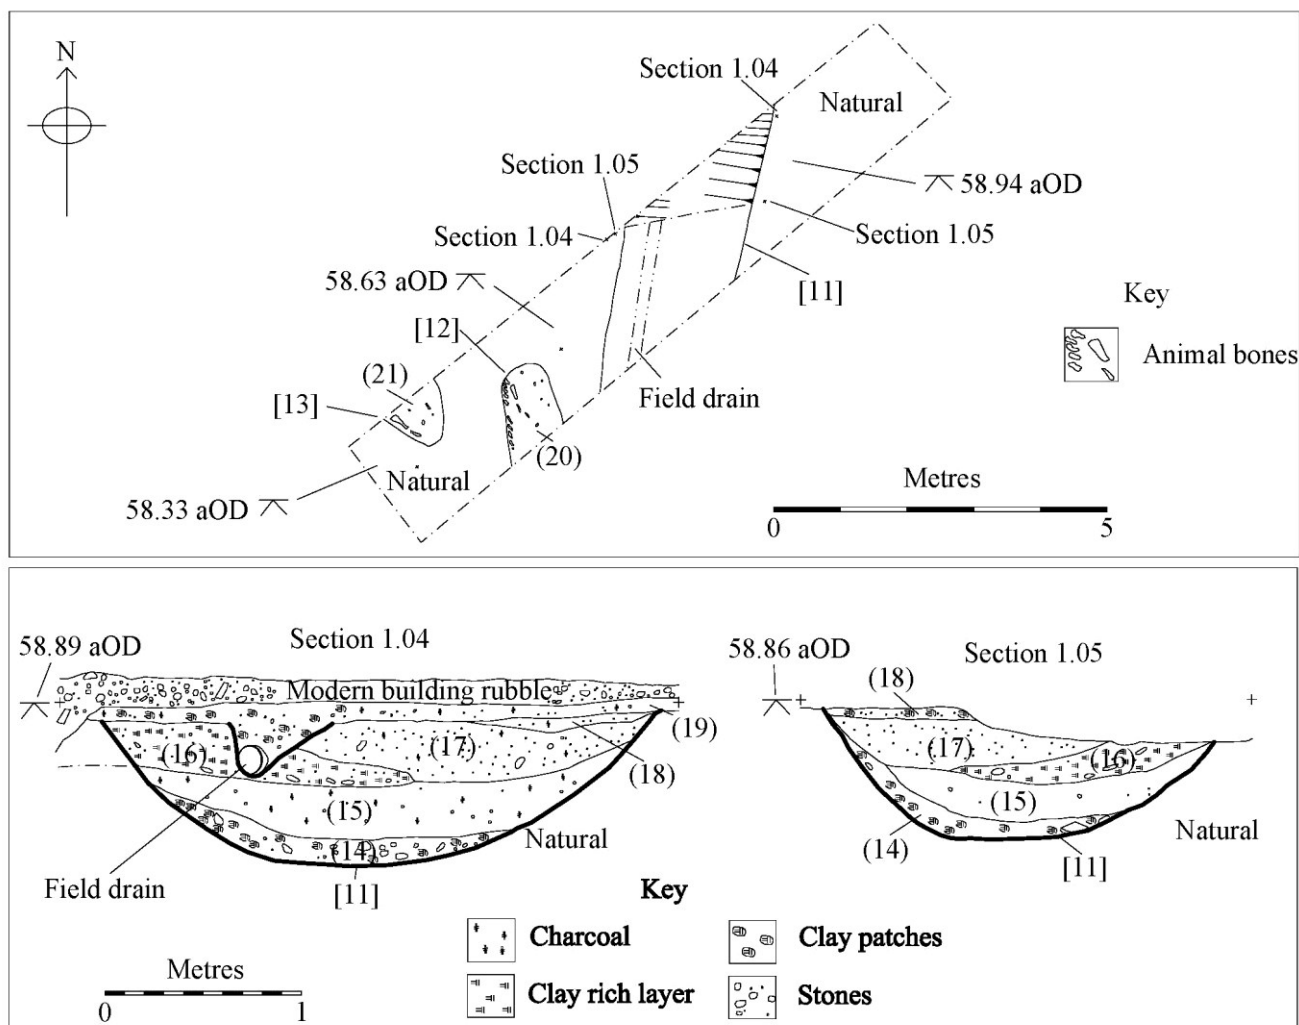 N
Section 1.04
Natural
Section 1.05
58.94 aOD
Section 1.04
Section 1.05
58.63 aOD
[11]
Key
[12]
Animal bones
(21)
Field drain
[13]
(20)
Natural
Metres
58.33 aOD
0 5
58.89 aOD
Section 1.04
Modern building rubble
(19)
(16)
(17)
(18)
(15)
Natural
(14)
Field drain
[11]
58.86 aOD
Section 1.05
(18)
(17)
(16)
(15)
(14)
Natural
[11]
Key
Charcoal
Clay patches
Clay rich layer
Stones
Metres
0 1